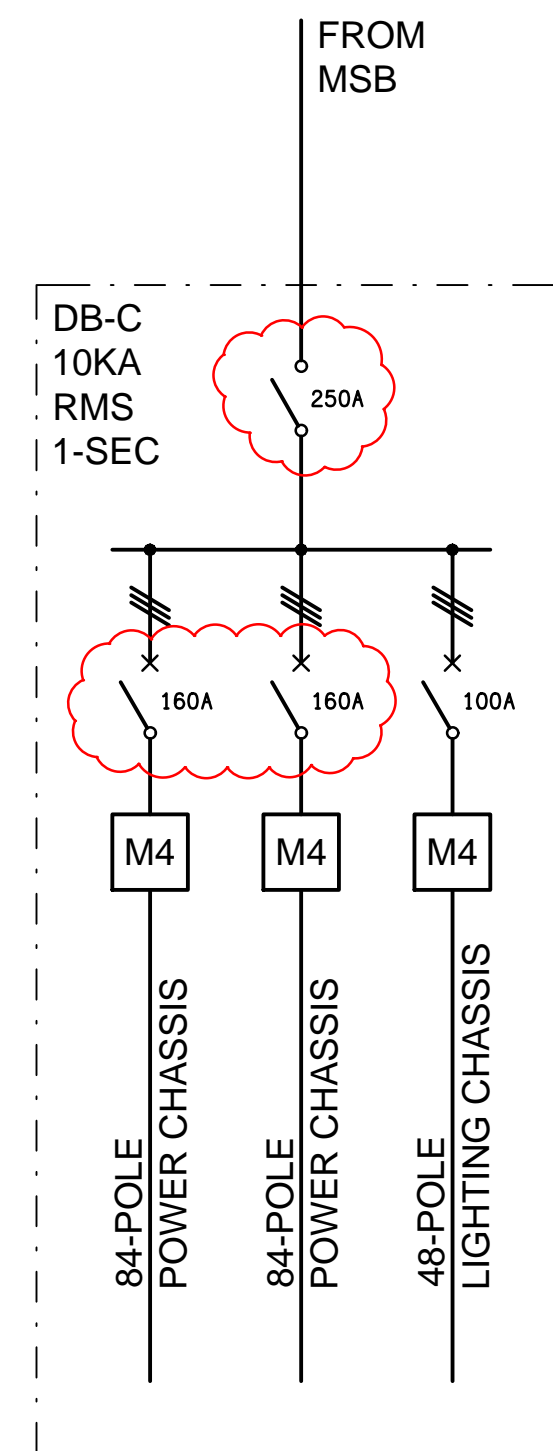 FROM
MSB
DB-C
10KA
RMS
1-SEC
250A
160A
160A
100A
M4
M4
M4
84-POLE
POWER CHASSIS
84-POLE
POWER CHASSIS
48-POLE
LIGHTING CHASSIS